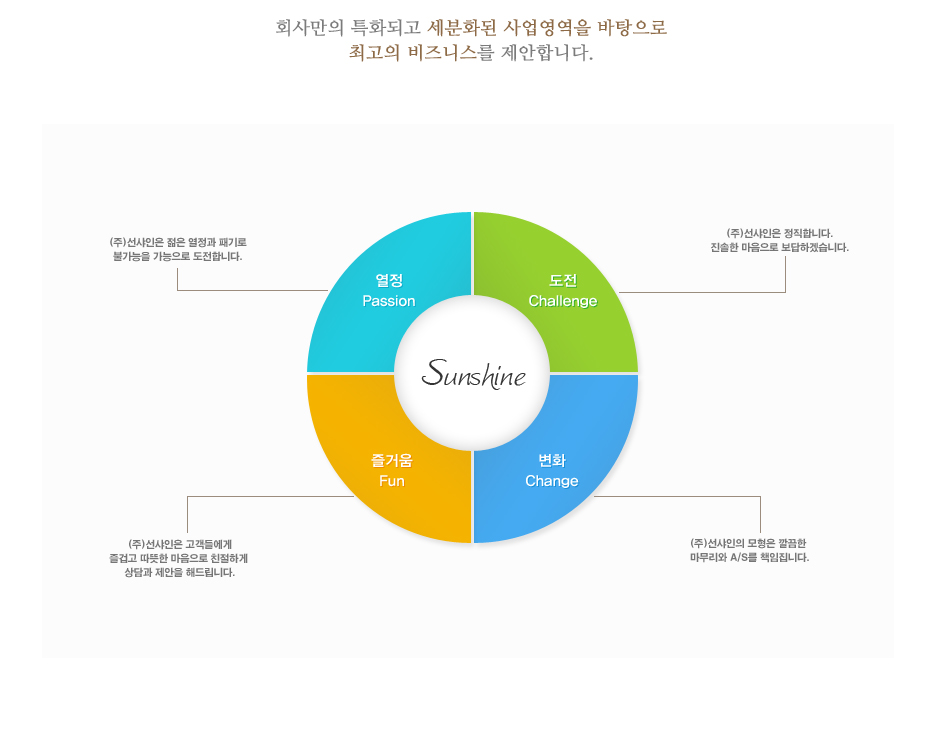 회사만의 특화되고 세분화된 사업영역을 바탕으로
최고의 비즈니스를 제안합니다.
(주)선샤인은 젊은 열정과 패기로
불가능을 가능으로 도전합니다.
(주)선샤인은 정직합니다.
진솔한 마음으로 보답하겠습니다.
열정
Passion
도전
Challenge
Sunshine
즐거움
Fun
변화
Change
(주)선샤인은 고객들에게
즐겁고 따뜻한 마음으로 친절하게
상담과 제안을 해드립니다.
(주)선샤인의 모형은 깔끔한
마무리와 A/S를 책임집니다.